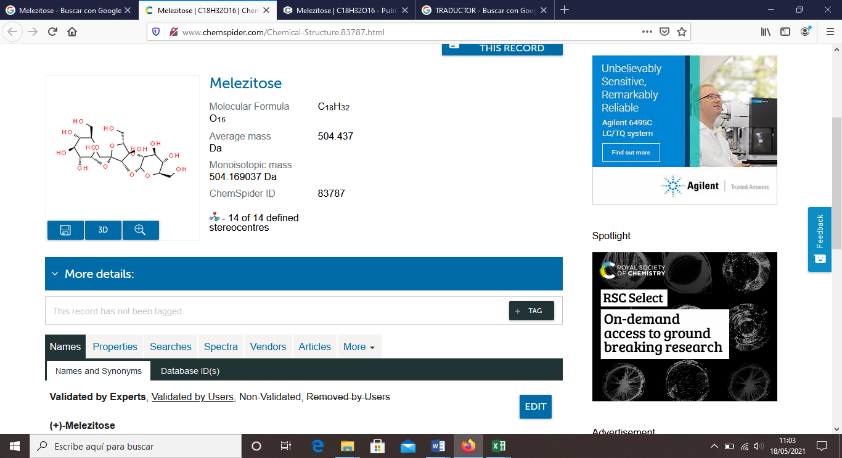 Melezitose - Buscar con Google
Melezitose | C18H32O16 | Chem
Melezitose | C18H32O16 - Pub
TRADUCTOR - Buscar con Goo
www.chemspider.com/Chemical-Structure.83787.html
THIS RECORD
Melezitose
Molecular Formula C18H32
O16
Average mass 504.437
Da
Monoisotopic mass
504.169037 Da
ChemSpider ID 83787
- 14 of 14 defined
stereocentres
3D
More details:
This record has not been tagged.
+ TAG
Names Properties Searches Spectra Vendors Articles More
Names and Synonyms Database ID(s)
Validated by Experts, Validated by Users, Non-Validated, Removed by Users
EDIT
(+)-Melezitose
Unbelievably
Sensitive,
Remarkably
Reliable
Agilent 6495C
LC/TQ system
Find out more
Agilent Trusted Answers
Feedback
Spotlight
ROYAL SOCIETY
OF CHEMISTRY
RSC Select
On-demand
access to ground
breaking research
Advertisement
Escribe aquí para buscar
11:03
18/05/2021